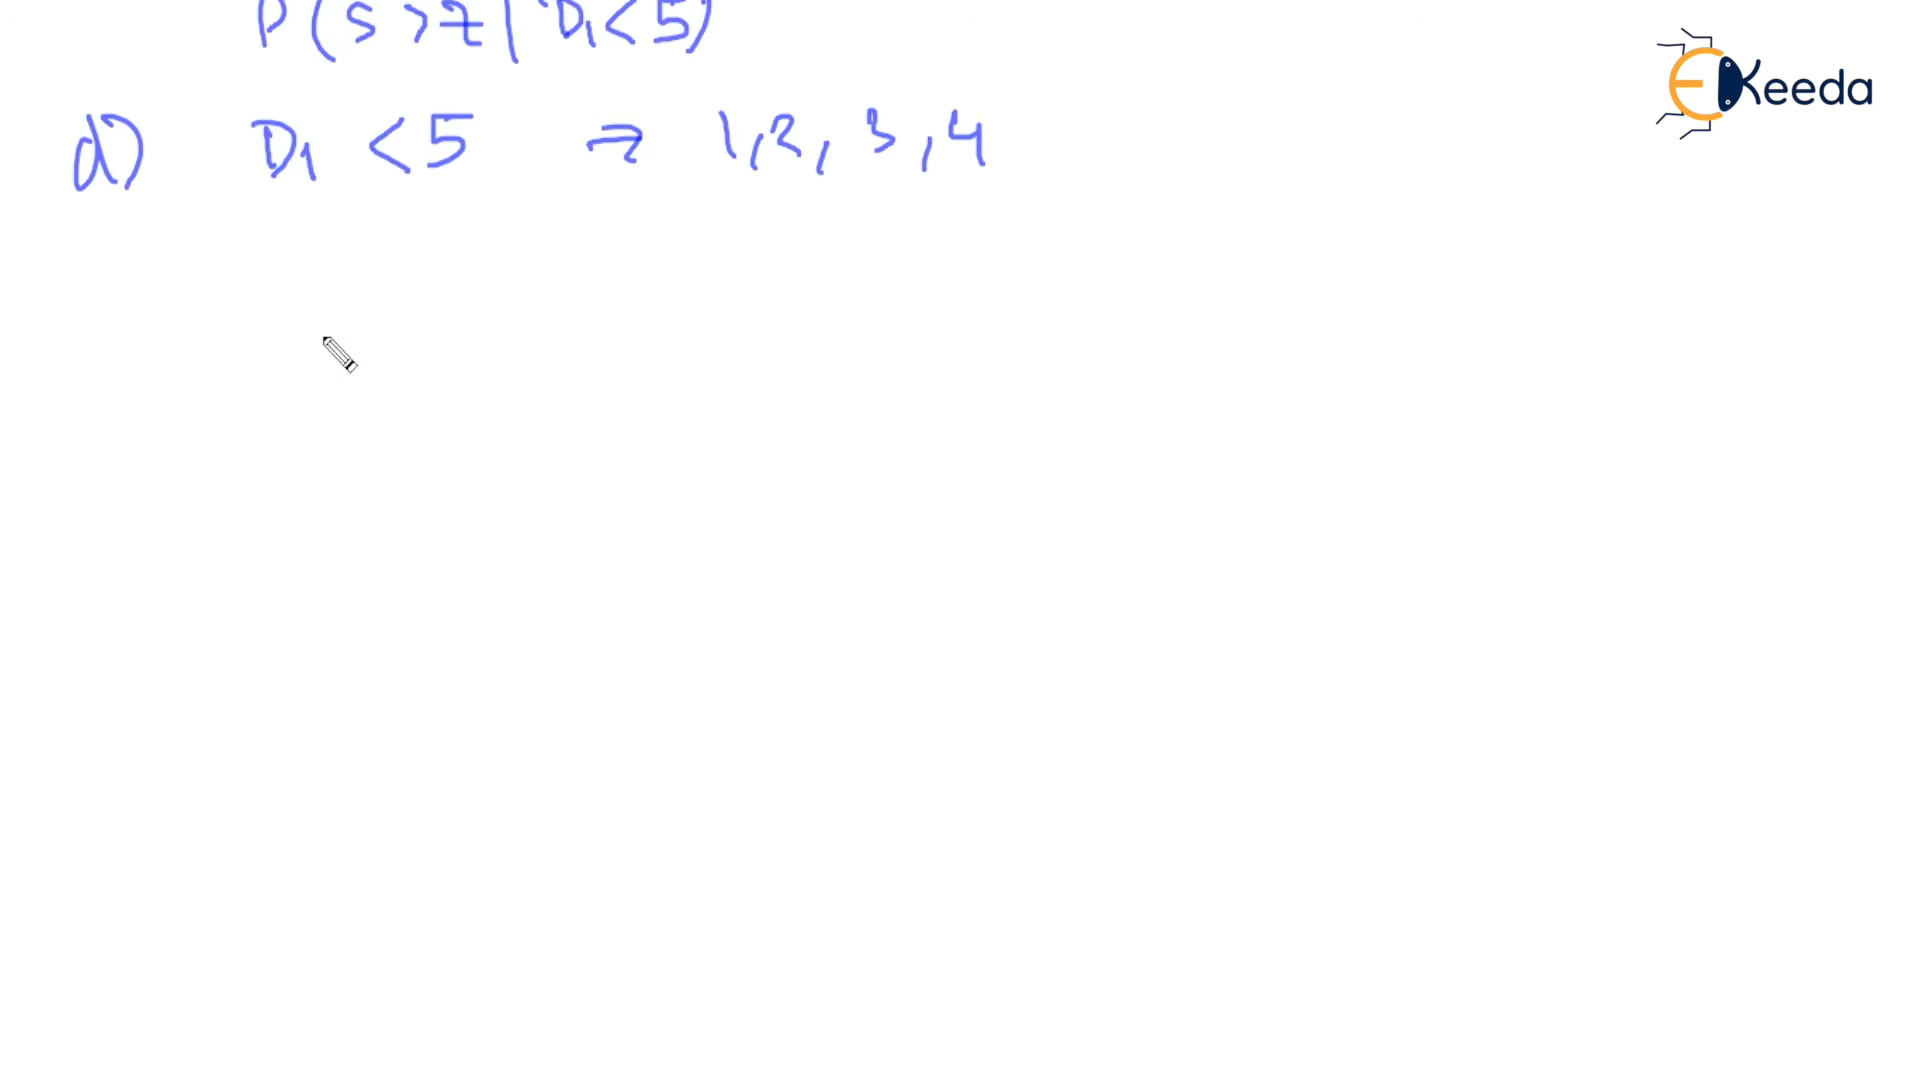 P(S>7|D1<5)
EKeeda
d) D1 <5 ⇒ 1,2,3,4